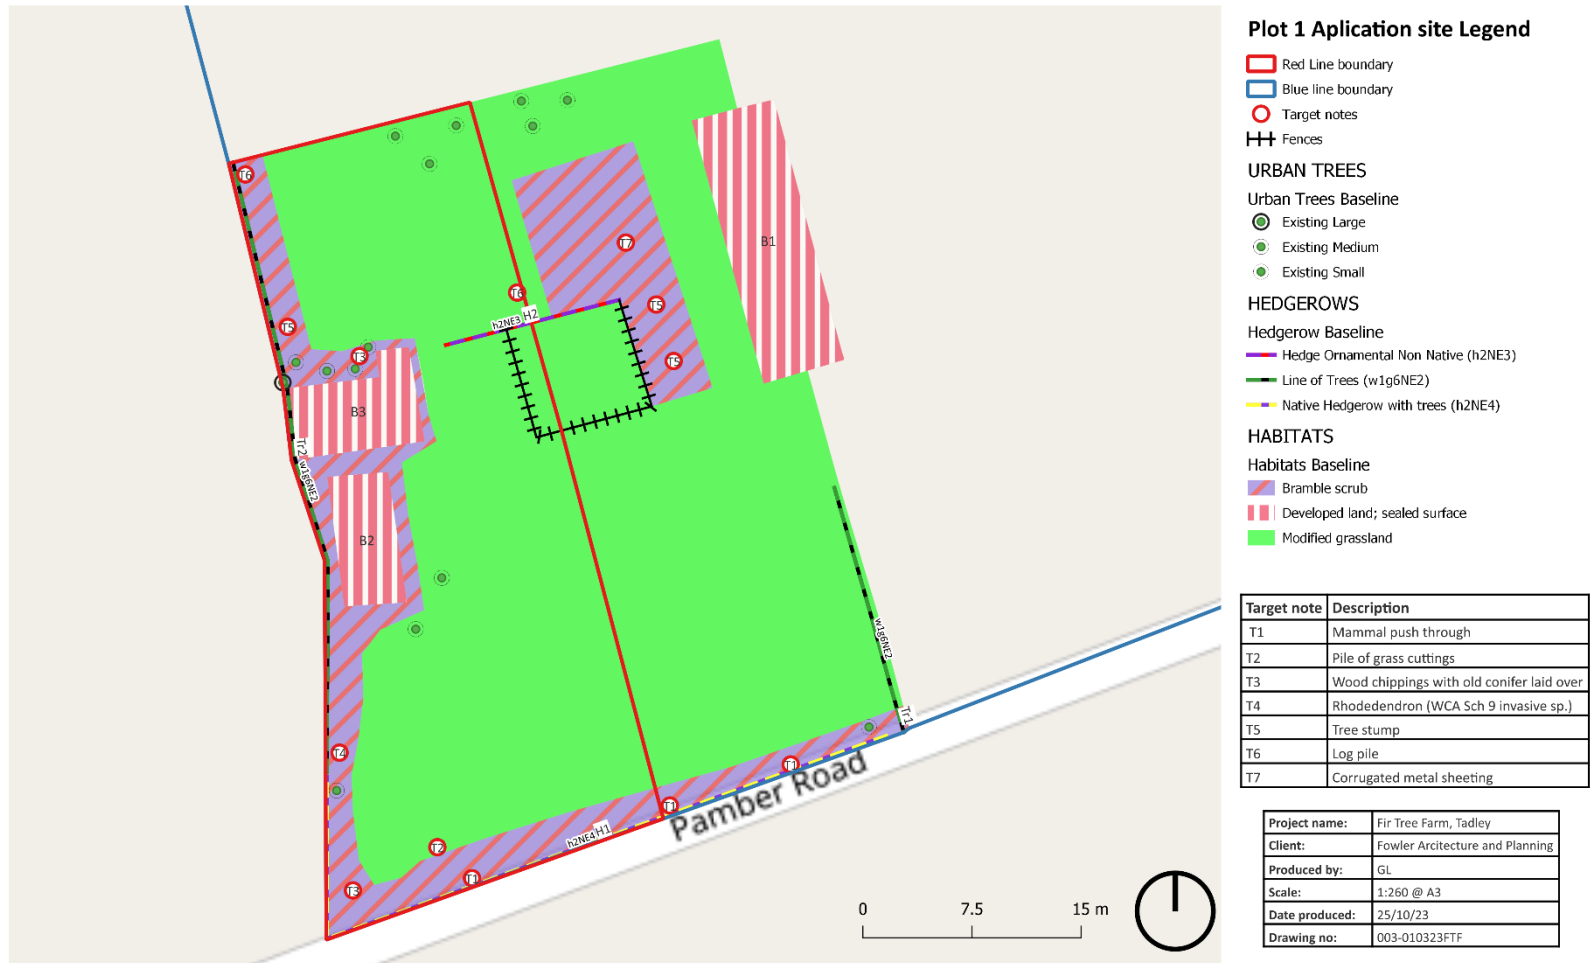 Plot 1 Aplication site Legend
Red Line boundary
Blue line boundary
Target notes
Fences
URBAN TREES
Urban Trees Baseline
Existing Large
Existing Medium
Existing Small
HEDGEROWS
Hedgerow Baseline
Hedge Ornamental Non Native (h2NE3)
Line of Trees (w1g6NE2)
Native Hedgerow with trees (h2NE4)
HABITATS
Habitats Baseline
Bramble scrub
Developed land; sealed surface
Modified grassland
Target note Description
T1 Mammal push through
T2 Pile of grass cuttings
T3 Wood chippings with old conifer laid over
T4 Rhodedendron (WCA Sch 9 invasive sp.)
T5 Tree stump
T6 Log pile
T7 Corrugated metal sheeting
Project name: Fir Tree Farm, Tadley
Client: Fowler Arcitecture and Planning
Produced by: GL
Scale: 1:260 @ A3
Date produced: 25/10/23
Drawing no: 003-010323FTF
T6
T7
B1
T6
T5
h2NE3 H2
T5
T3
T5
B3
Tr2
w1g6NE2
B2
w1g6NE2
Tr1
T4
T1
Pamber Road
T1
h2NE4 H1
T2
T1
T3
0 7.5 15 m